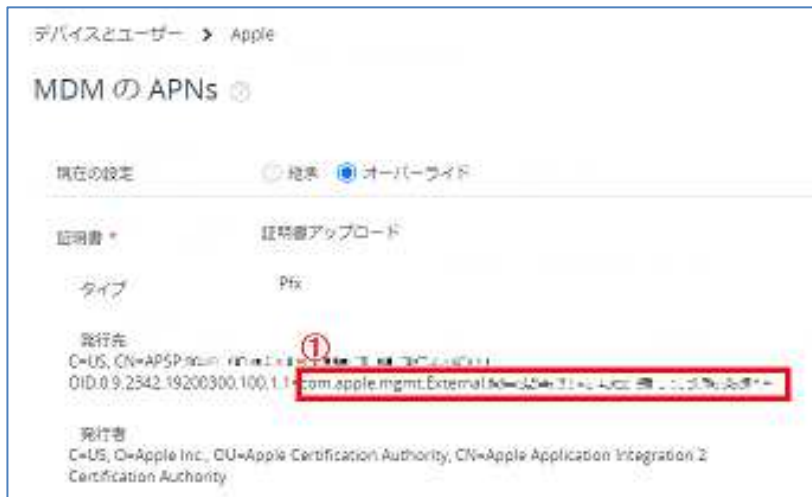 デバイスとユーザー > Apple
MDM の APNs
現在の設定 継承 オーバーライド
証明書 * 証明書アップロード
タイプ Pfx
発行先
①
C=US, CN=APSP:
OID.0.9.2342.19200300.100.1.1= com.apple.mgmt.External.
発行者
C=US, O=Apple Inc., OU=Apple Certification Authority, CN=Apple Application Integration 2
Certification Authority